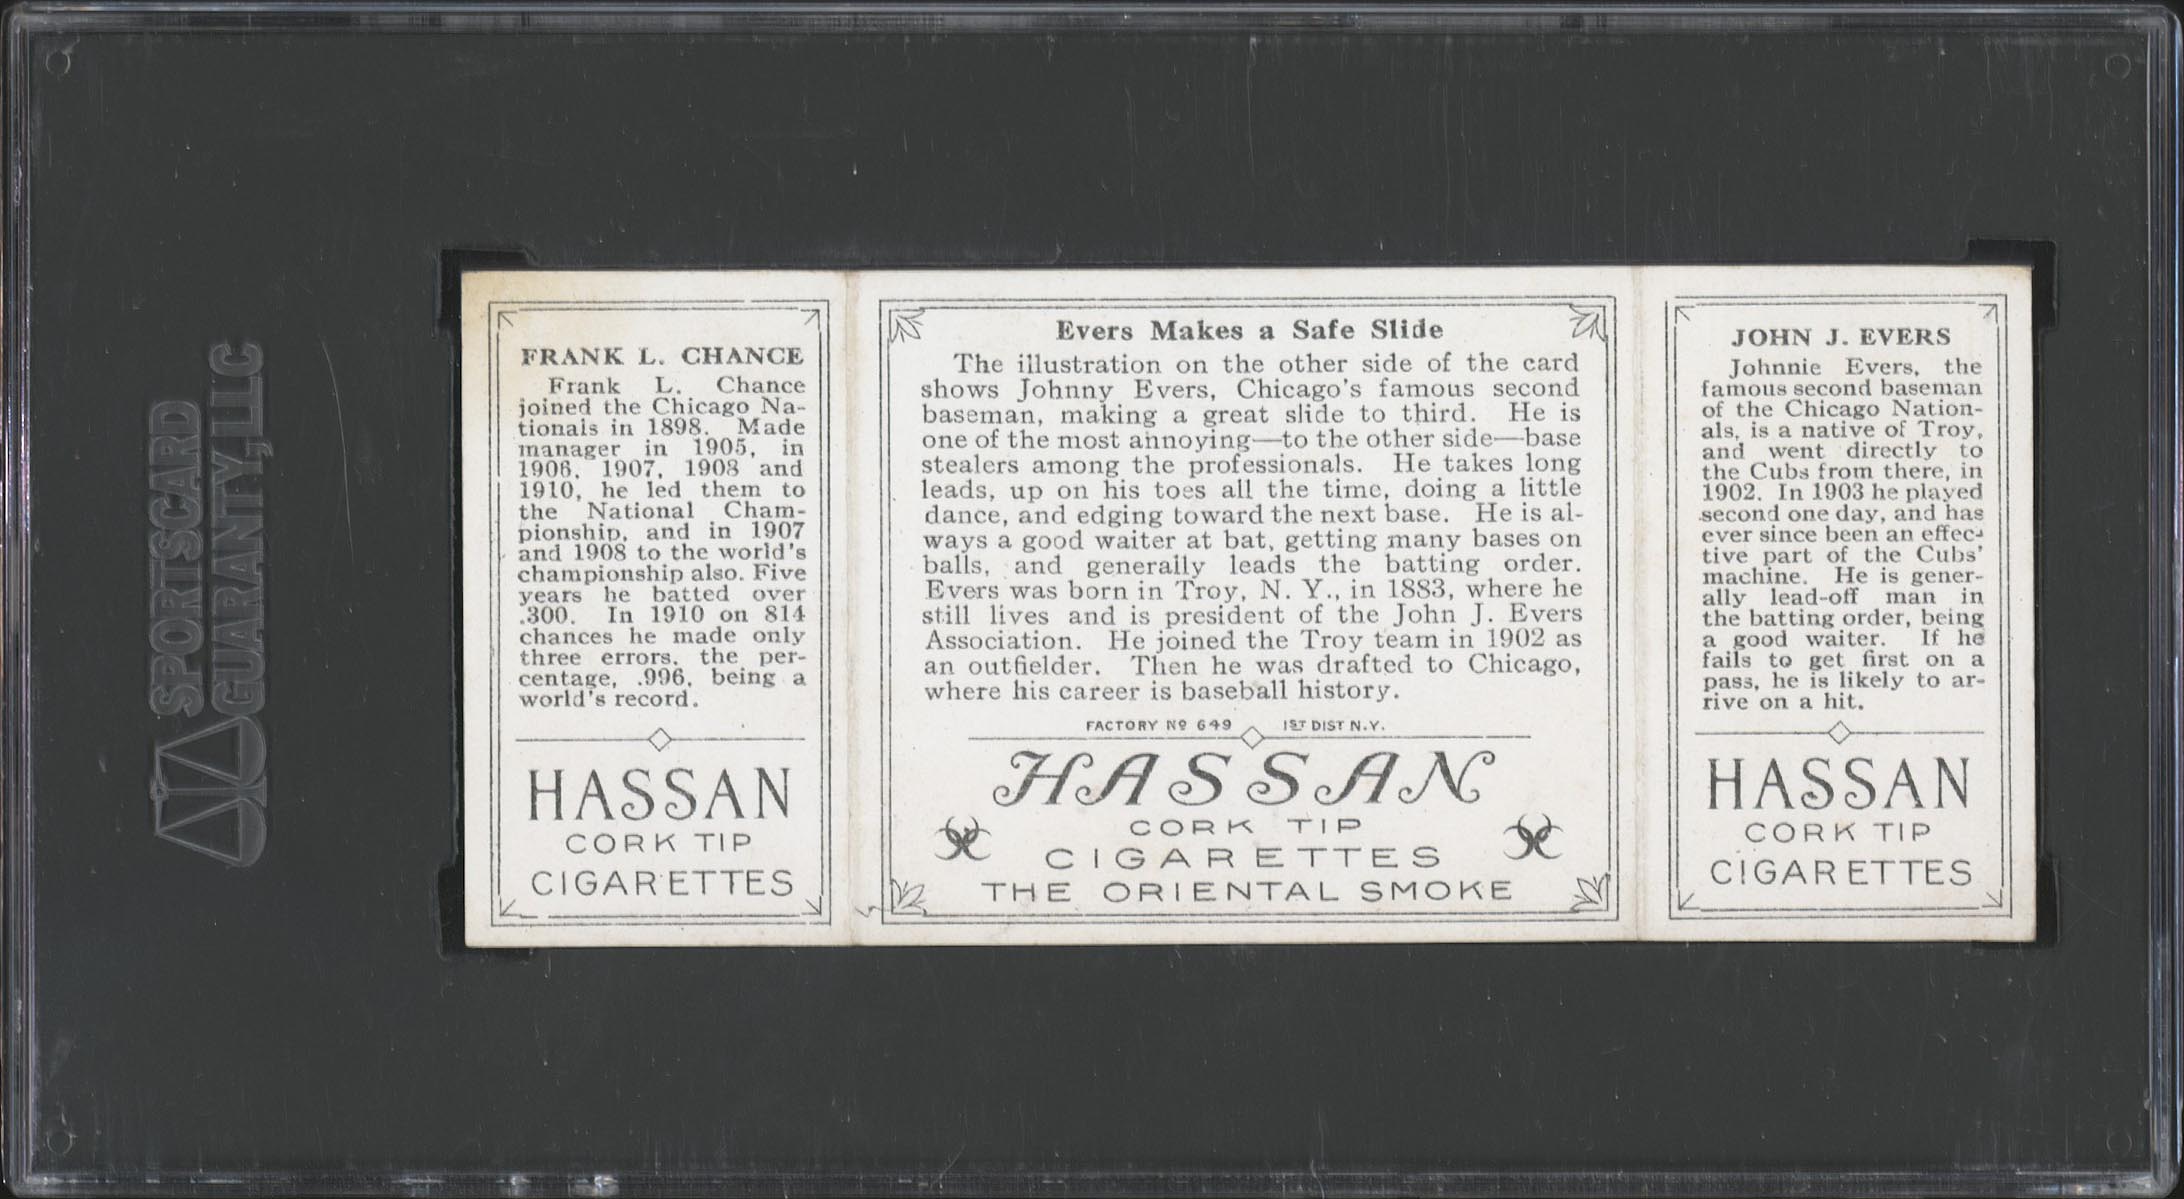 SPORTSCARD
GUARANTY, LLC
FRANK L. CHANCE
Frank L. Chance
joined the Chicago Na-
tionals in 1898. Made
manager in 1905, in
1906, 1907, 1908 and
1910, he led them to
the National Cham-
pionship, and in 1907
and 1908 to the world's
championship also. Five
years he batted over
.300. In 1910 on 814
chances he made only
three errors, the per-
centage, .996, being a
world's record.
HASSAN
CORK TIP
CIGARETTES
Evers Makes a Safe Slide
The illustration on the other side of the card
shows Johnny Evers, Chicago's famous second
baseman, making a great slide to third. He is
one of the most annoying—to the other side—base
stealers among the professionals. He takes long
leads, up on his toes all the time, doing a little
dance, and edging toward the next base. He is al-
ways a good waiter at bat, getting many bases on
balls, and generally leads the batting order.
Evers was born in Troy, N. Y., in 1883, where he
still lives and is president of the John J. Evers
Association. He joined the Troy team in 1902 as
an outfielder. Then he was drafted to Chicago,
where his career is baseball history.
FACTORY Nº 649 1ST DIST N.Y.
HASSAN
CORK TIP
CIGARETTES
THE ORIENTAL SMOKE
JOHN J. EVERS
Johnnie Evers, the
famous second baseman
of the Chicago Nation-
als, is a native of Troy,
and went directly to
the Cubs from there, in
1902. In 1903 he played
second one day, and has
ever since been an effec-
tive part of the Cubs'
machine. He is gener-
ally lead-off man in
the batting order, being
a good waiter. If he
fails to get first on a
pass, he is likely to ar-
rive on a hit.
HASSAN
CORK TIP
CIGARETTES